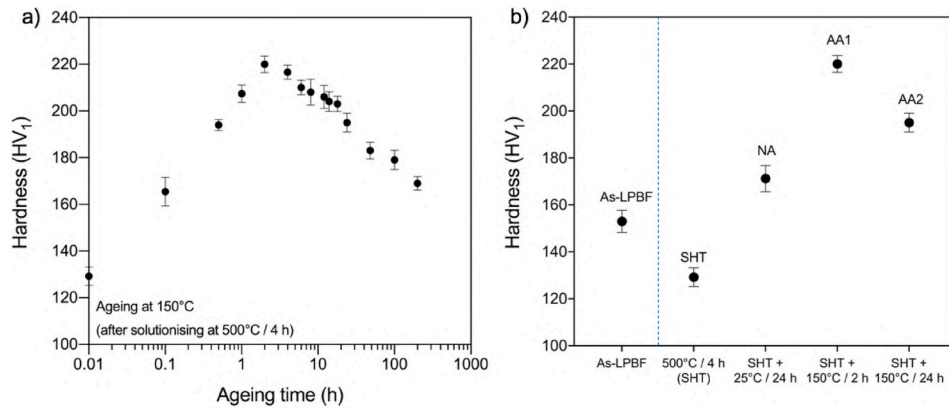 a)
240
220
200
180
160
140
120
100
Hardness (HV1)
Ageing at 150°C
(after solutionising at 500°C / 4 h)
0.01
0.1
1
10
100
1000
Ageing time (h)
b)
240
220
200
180
160
140
120
100
Hardness (HV1)
As-LPBF
SHT
NA
AA1
AA2
As-LPBF
500°C / 4 h
(SHT)
SHT +
25°C / 24 h
SHT +
150°C / 2 h
SHT +
150°C / 24 h